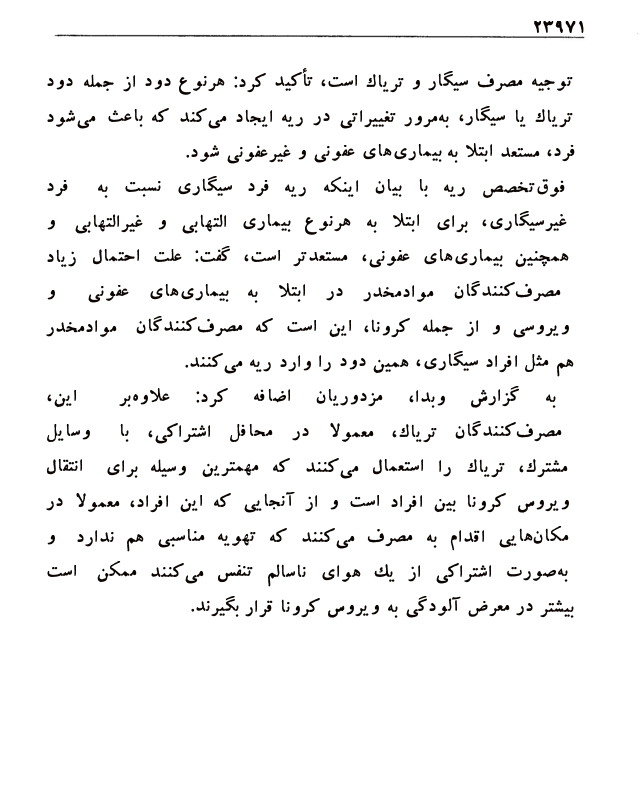 ۲۳۹۷۱
توجیه مصرف سیگار و تریاك است، تأکید کرد: هرنوع دود از جمله دود
تریاك یا سیگار، به‌مرور تغییراتی در ریه ایجاد می‌کند که باعث می‌شود
فرد، مستعد ابتلا به بیماری‌های عفونی و غیرعفونی شود.
فوق‌تخصص ریه با بیان اینکه ریه فرد سیگاری نسبت به فرد
غیرسیگاری، برای ابتلا به هرنوع بیماری التهابی و غیرالتهابی و
همچنین بیماری‌های عفونی، مستعدتر است، گفت: علت احتمال زیاد
مصرف‌کنندگان موادمخدر در ابتلا به بیماری‌های عفونی و
ویروسی و از جمله کرونا، این است که مصرف‌کنندگان موادمخدر
هم مثل افراد سیگاری، همین دود را وارد ریه می‌کنند.
به گزارش وبدا، مزدوریان اضافه کرد: علاوه‌بر این،
مصرف‌کنندگان تریاك، معمولا در محافل اشتراکی، با وسایل
مشترك، تریاك را استعمال می‌کنند که مهمترین وسیله برای انتقال
ویروس کرونا بین افراد است و از آنجایی که این افراد، معمولا در
مکان‌هایی اقدام به مصرف می‌کنند که تهویه مناسبی هم ندارد و
به‌صورت اشتراکی از یك هوای ناسالم تنفس می‌کنند ممکن است
بیشتر در معرض آلودگی به ویروس کرونا قرار بگیرند.